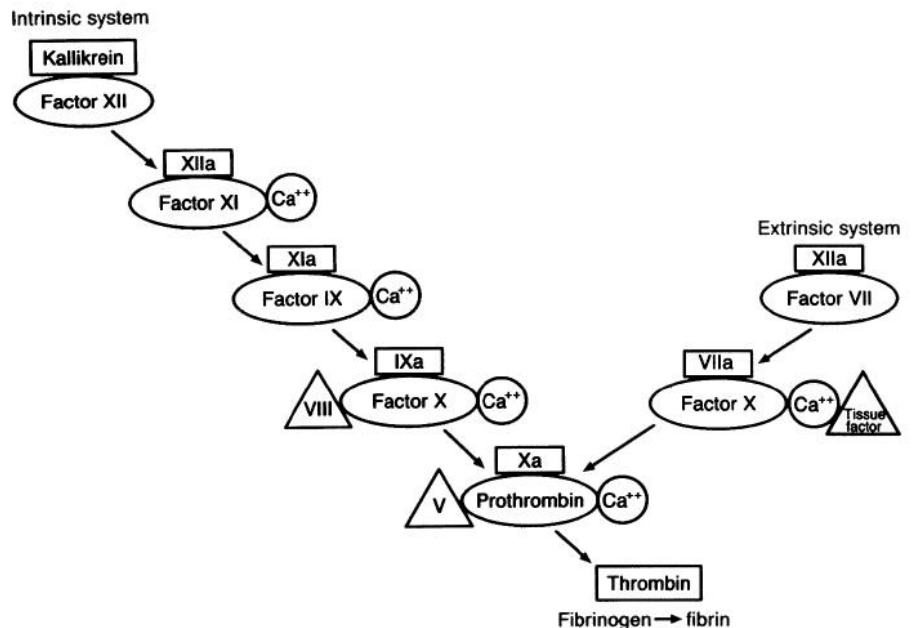 Intrinsic system
Kallikrein
Factor XII
XIIa
Factor XI
Ca++
XIa
Factor IX
Ca++
IXa
VIII
Factor X
Ca++
Extrinsic system
XIIa
Factor VII
VIIa
Factor X
Ca++
Tissue
factor
Xa
V
Prothrombin
Ca++
Thrombin
Fibrinogen → fibrin